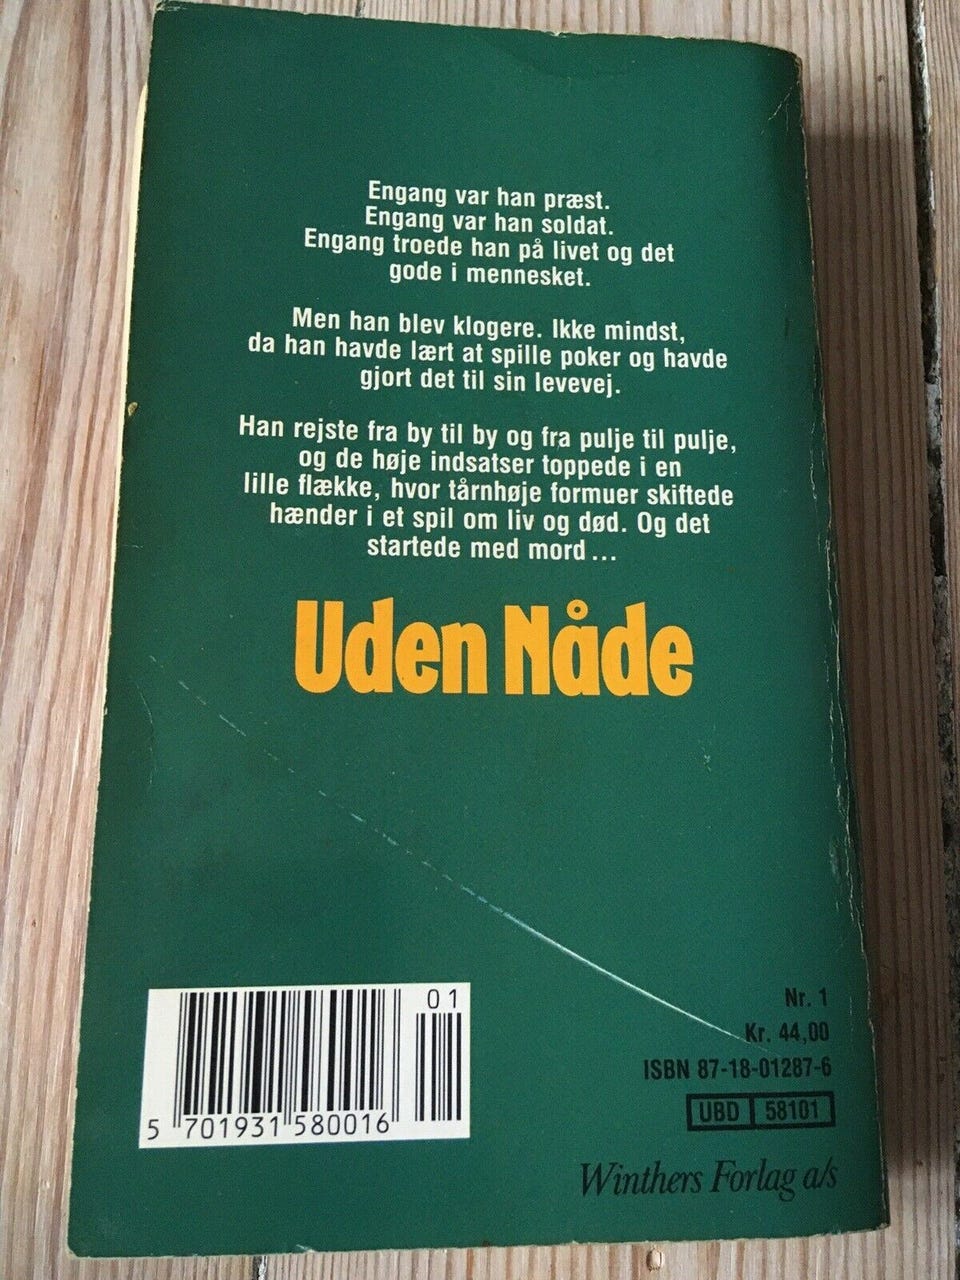 Engang var han præst.
Engang var han soldat.
Engang troede han på livet og det
gode i mennesket.
Men han blev klogere. Ikke mindst,
da han havde lært at spille poker og havde
gjort det til sin levevej.
Han rejste fra by til by og fra pulje til pulje,
og de høje indsatser toppede i en
lille flække, hvor tårnhøje formuer skiftede
hænder i et spil om liv og død. Og det
startede med mord...
Uden Nåde
01
5 701931 580016
Nr. 1
Kr. 44,00
ISBN 87-18-01287-6
UBD 58101
Winthers Forlag a/s